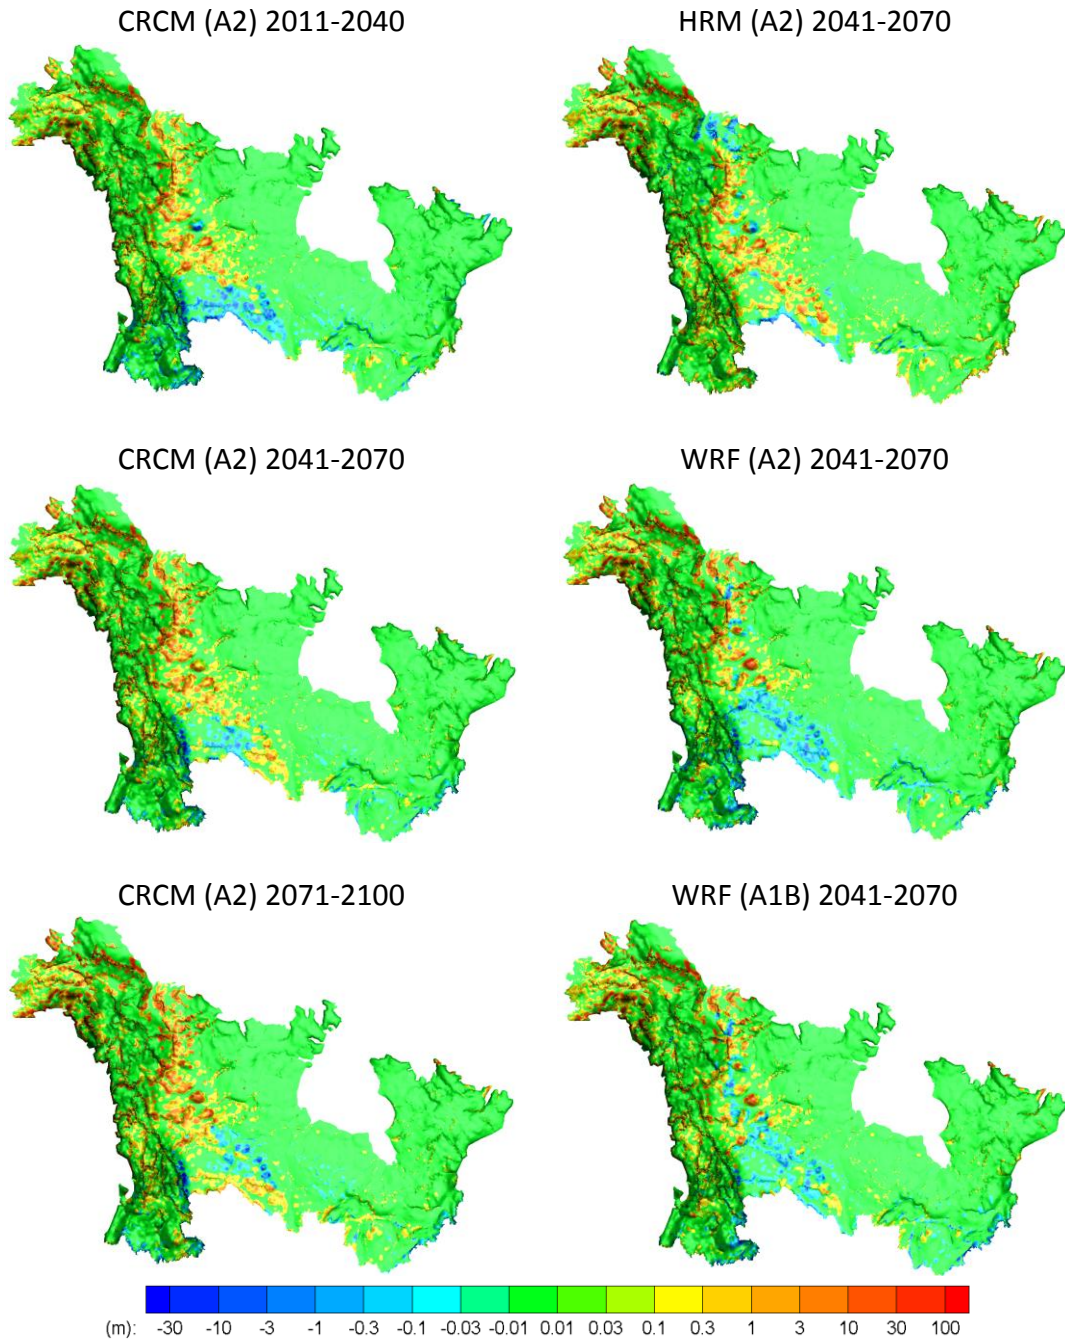 CRCM (A2) 2011-2040
HRM (A2) 2041-2070
CRCM (A2) 2041-2070
WRF (A2) 2041-2070
CRCM (A2) 2071-2100
WRF (A1B) 2041-2070
(m): -30 -10 -3 -1 -0.3 -0.1 -0.03 -0.01 0.01 0.03 0.1 0.3 1 3 10 30 100